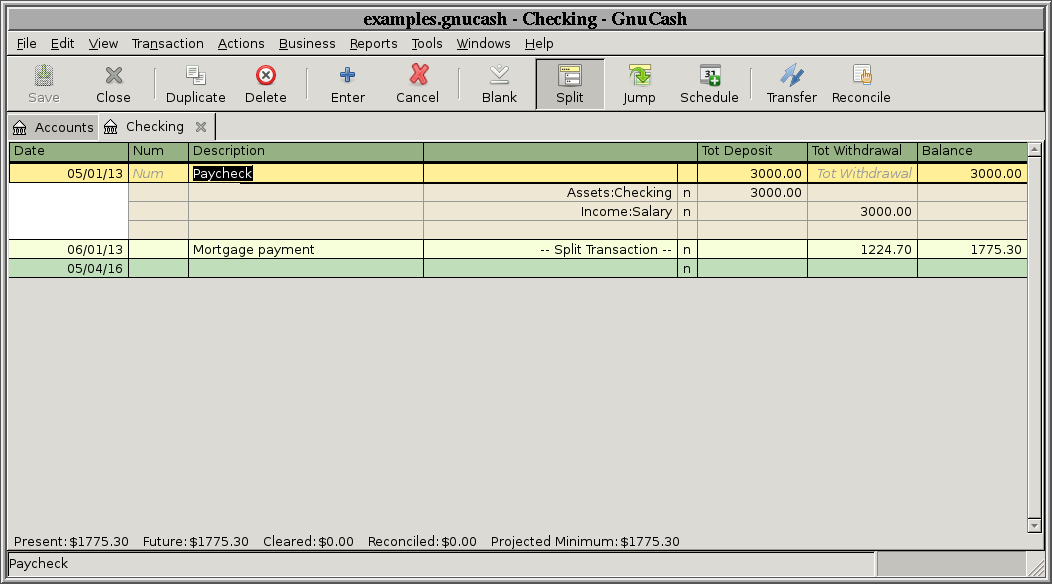 examples.gnucash - Checking - GnuCash
File Edit View Transaction Actions Business Reports Tools Windows Help
Save Close Duplicate Delete Enter Cancel Blank Split Jump Schedule Transfer Reconcile
Accounts Checking
Date Num Description Tot Deposit Tot Withdrawal Balance
05/01/13 Num Paycheck 3000.00 Tot Withdrawal 3000.00
Assets:Checking n 3000.00
Income:Salary n 3000.00
06/01/13 Mortgage payment -- Split Transaction -- n 1224.70 1775.30
05/04/16 n
Present: $1775.30 Future: $1775.30 Cleared: $0.00 Reconciled: $0.00 Projected Minimum: $1775.30
Paycheck